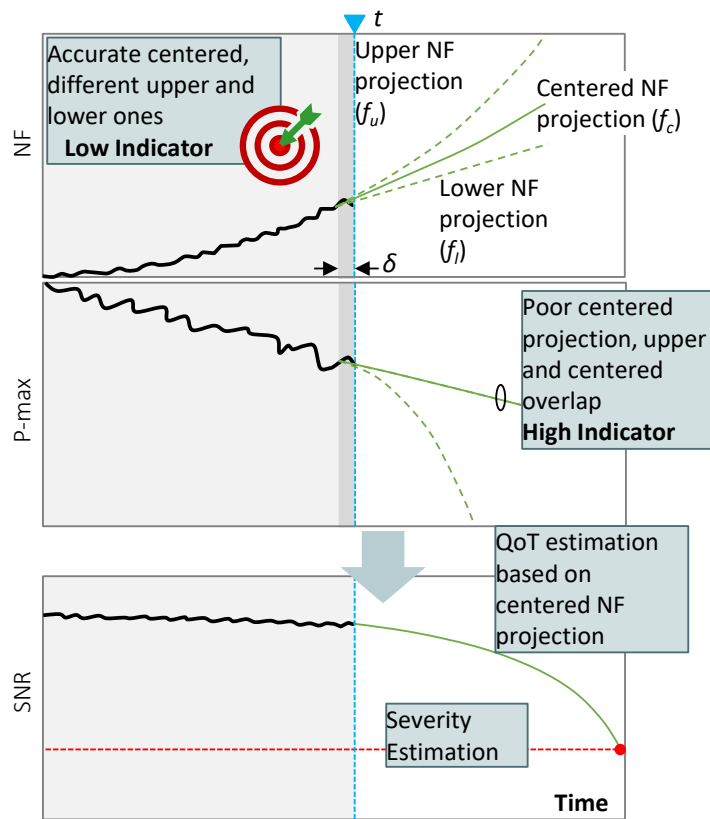 t
Accurate centered,
different upper and
lower ones
Low Indicator
Upper NF
projection
(fu)
Centered NF
projection (fc)
Lower NF
projection
(fl)
NF
δ
Poor centered
projection, upper
and centered
overlap
High Indicator
P-max
QoT estimation
based on
centered NF
projection
SNR
Severity
Estimation
Time